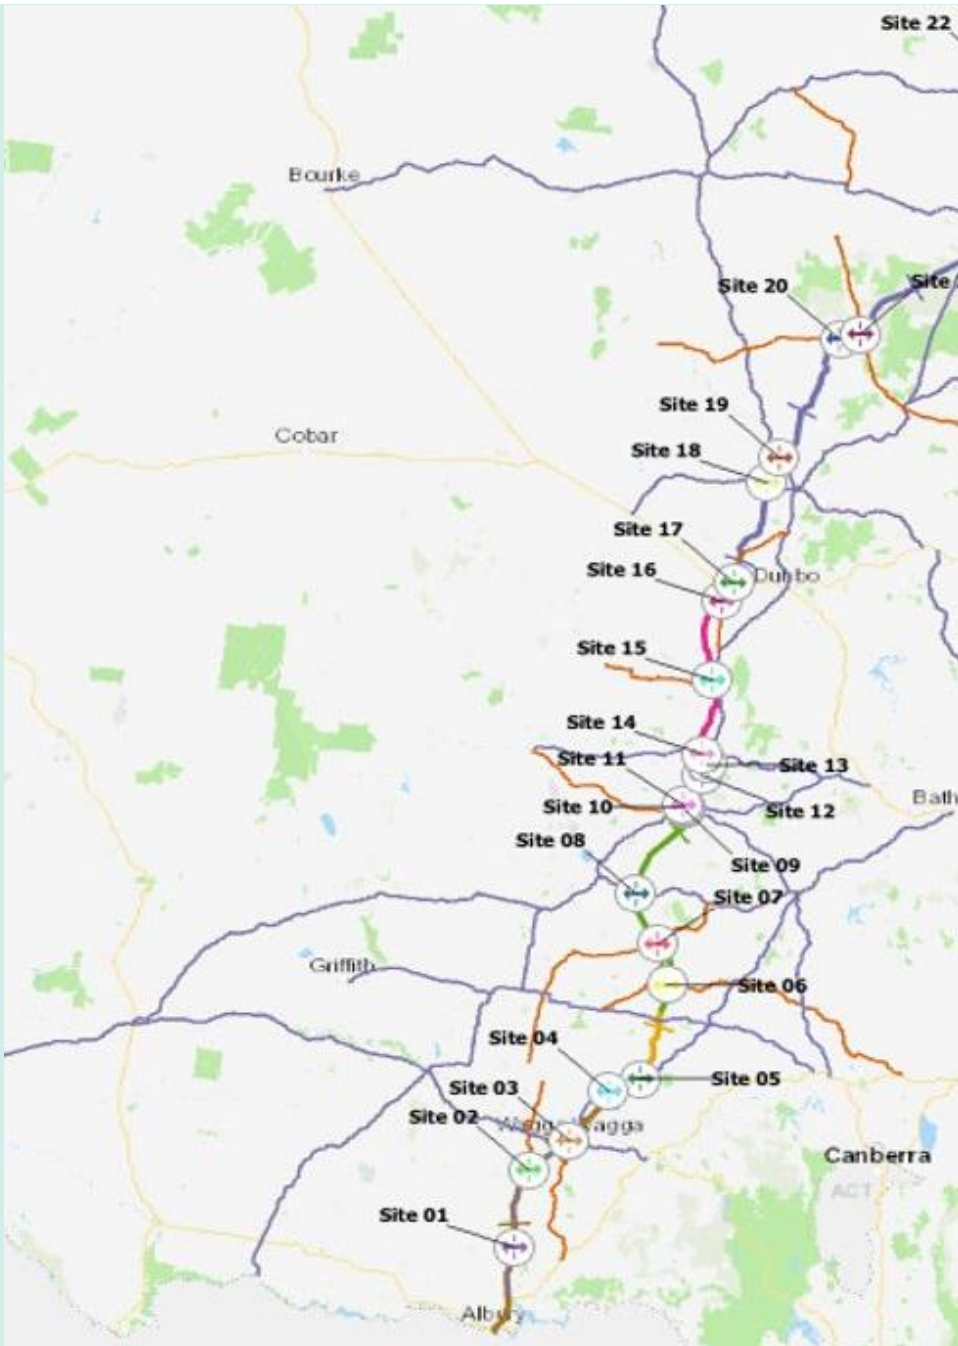 Site 22
Bourke
Site 20
Site
Site 19
Cobar
Site 18
Site 17
Site 16
Dubbo
Site 15
Site 14
Site 11
Site 13
Site 10
Site 12
Bath
Site 08
Site 09
Site 07
Griffith
Site 06
Site 04
Site 05
Site 03
Site 02
Wagga Wagga
Canberra
ACT
Site 01
Albury